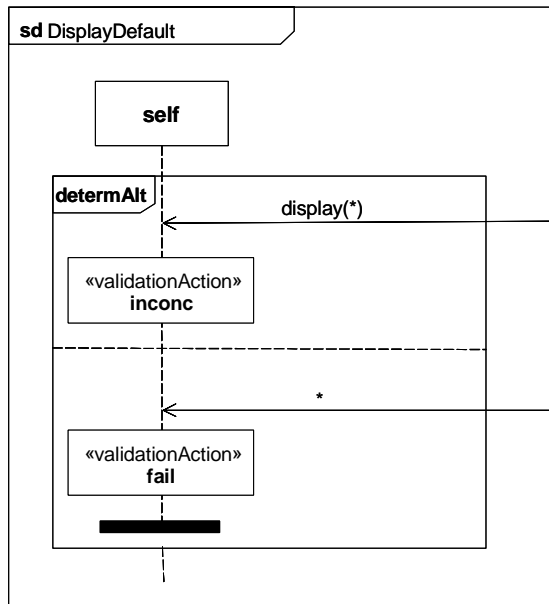 sd DisplayDefault
self
determAlt
display(*)
«validationAction»
inconc
*
«validationAction»
fail